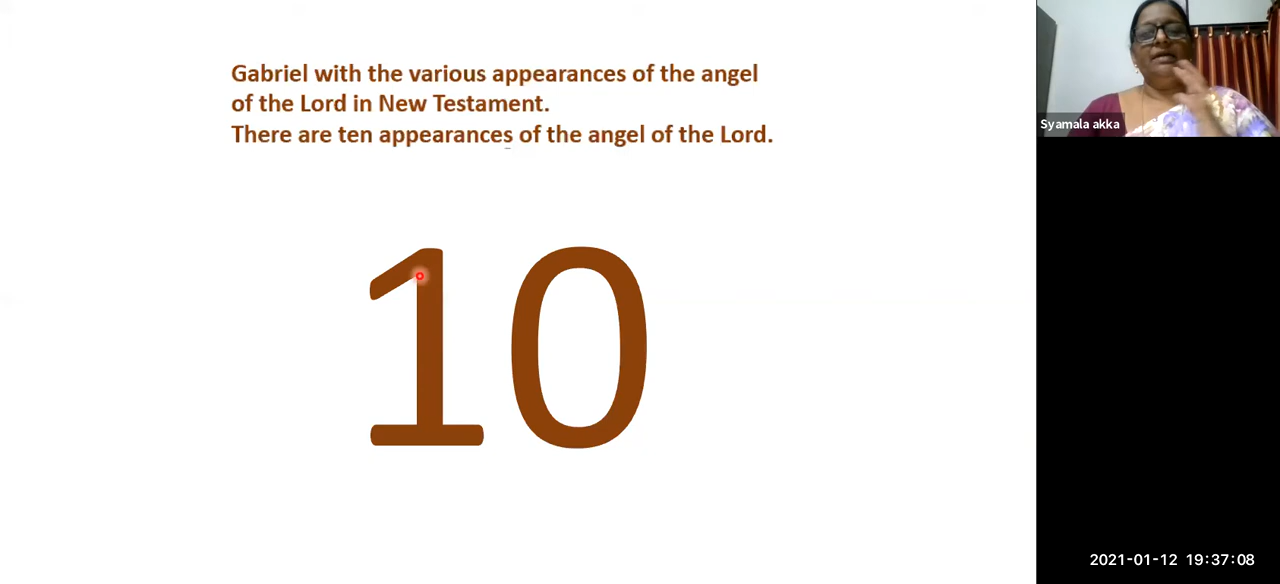 Gabriel with the various appearances of the angel
of the Lord in New Testament.
There are ten appearances of the angel of the Lord.
10
Syamala akka
2021-01-12 19:37:08